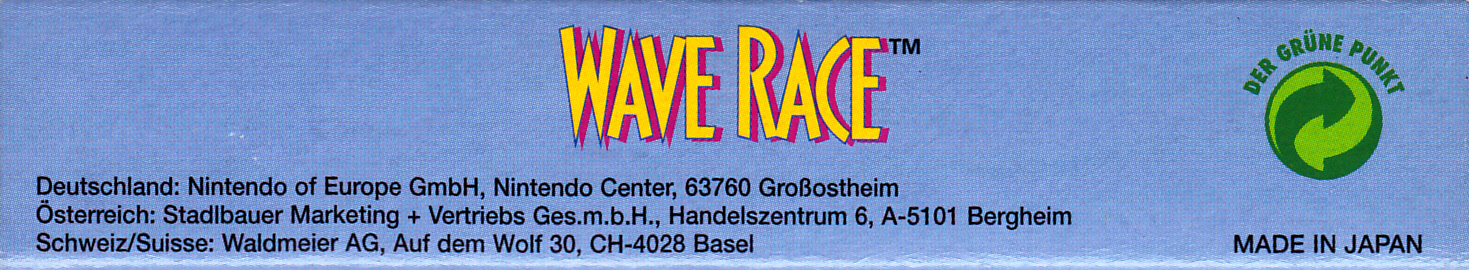 WAVE RACE™
DER GRÜNE PUNKT
Deutschland: Nintendo of Europe GmbH, Nintendo Center, 63760 Großostheim
Österreich: Stadlbauer Marketing + Vertriebs Ges.m.b.H., Handelszentrum 6, A-5101 Bergheim
Schweiz/Suisse: Waldmeier AG, Auf dem Wolf 30, CH-4028 Basel
MADE IN JAPAN